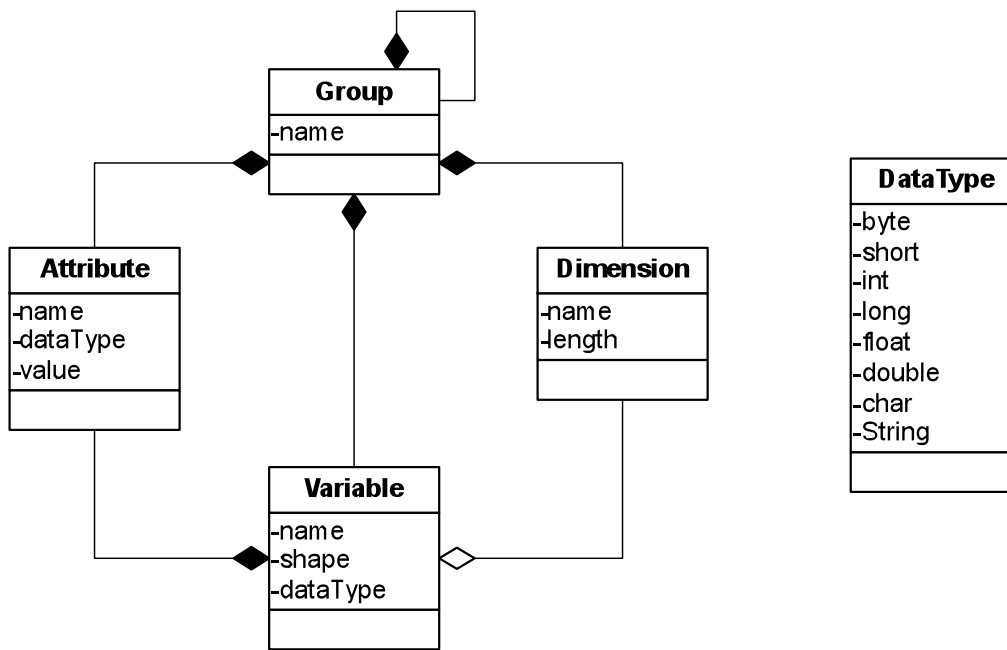 Group
-name
Attribute
-name
-dataType
-value
Dimension
-name
-length
Variable
-name
-shape
-dataType
DataType
-byte
-short
-int
-long
-float
-double
-char
-String